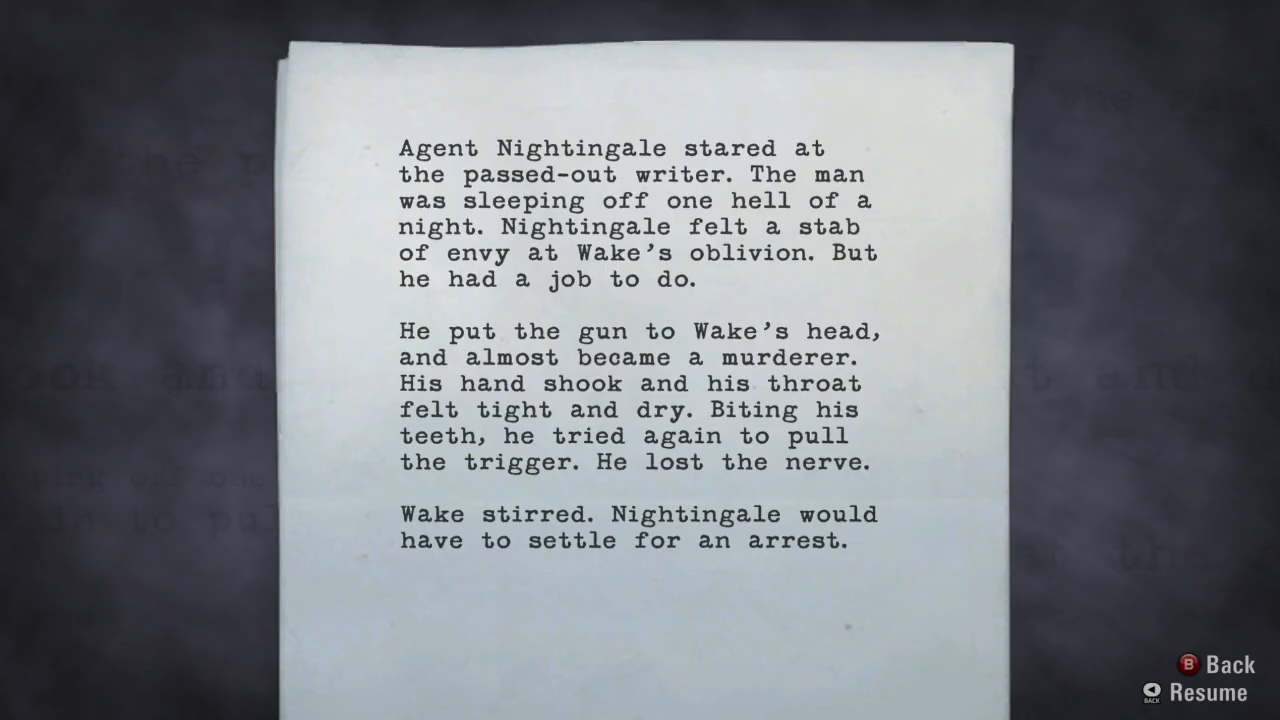 Agent Nightingale stared at
the passed-out writer. The man
was sleeping off one hell of a
night. Nightingale felt a stab
of envy at Wake's oblivion. But
he had a job to do.
He put the gun to Wake's head,
and almost became a murderer.
His hand shook and his throat
felt tight and dry. Biting his
teeth, he tried again to pull
the trigger. He lost the nerve.
Wake stirred. Nightingale would
have to settle for an arrest.
B Back
BACK Resume